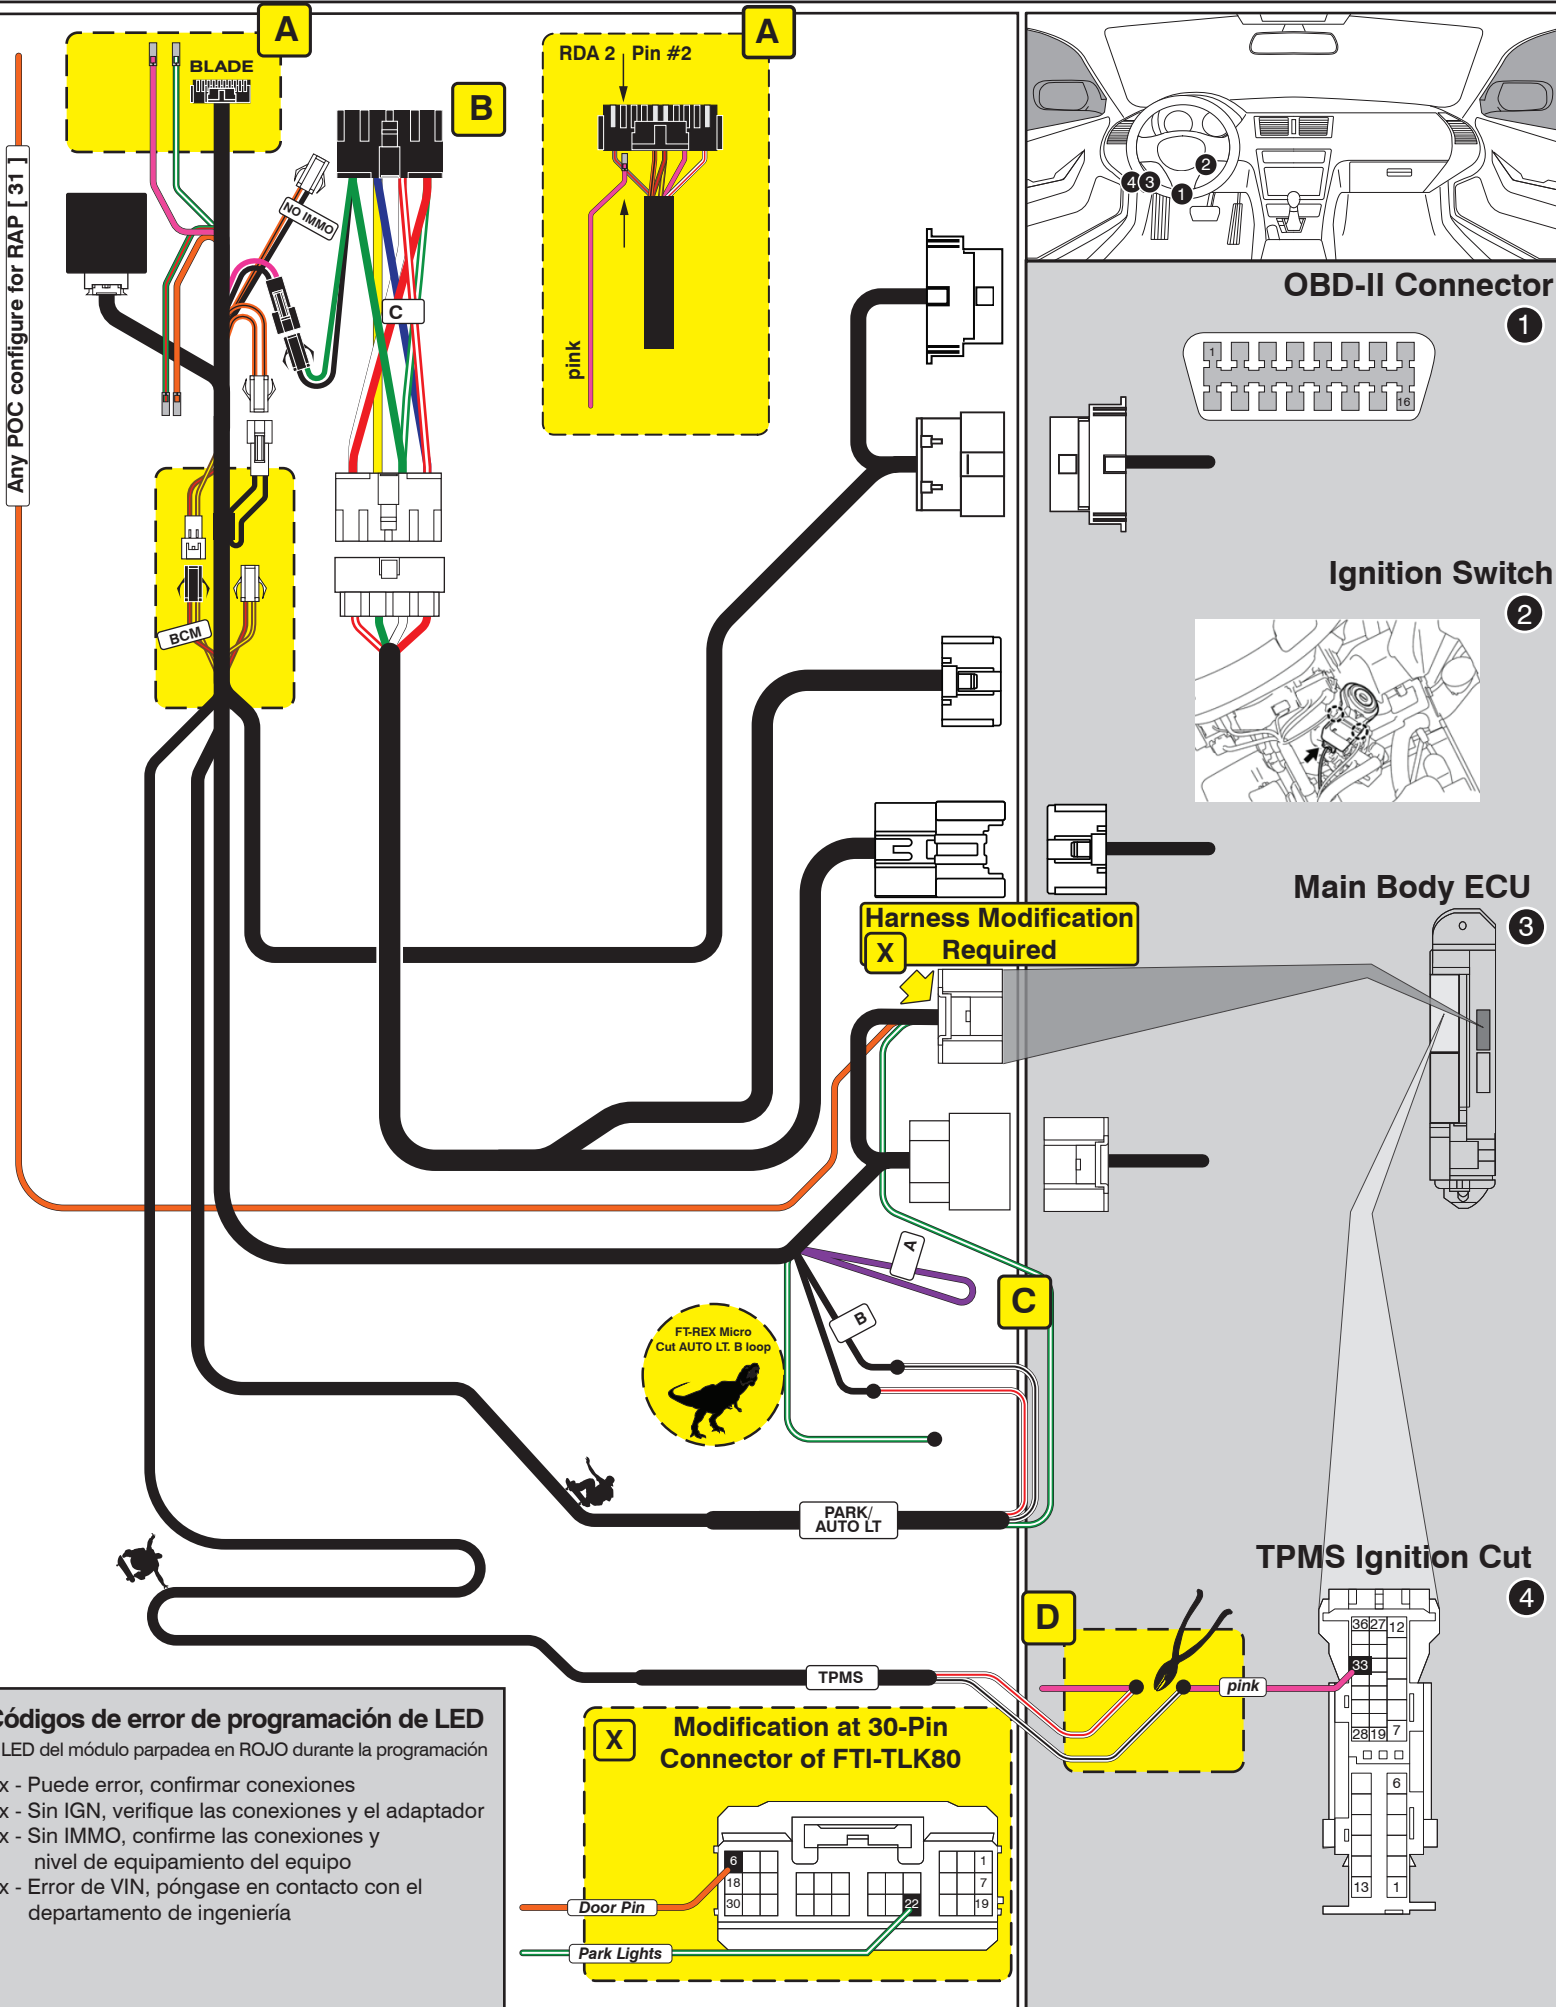 A
BLADE
RDA 2 Pin #2
A
B
Any POC configure for RAP [ 31 ]
NO IMMO
C
pink
BCM
4 3 1 2
OBD-II Connector
1
1
16
Ignition Switch
2
Main Body ECU
3
Harness Modification
Required
X
A
B
C
FT-REX Micro
Cut AUTO LT. B loop
PARK/
AUTO LT
TPMS Ignition Cut
4
D
TPMS
pink
36 27 12
33
28 19 7
6
13 1
X
Modification at 30-Pin
Connector of FTI-TLK80
6
18
30
22
1
7
19
Door Pin
Park Lights
Códigos de error de programación de LED
LED del módulo parpadea en ROJO durante la programación
x - Puede error, confirmar conexiones
x - Sin IGN, verifique las conexiones y el adaptador
x - Sin IMMO, confirme las conexiones y
nivel de equipamiento del equipo
x - Error de VIN, póngase en contacto con el
departamento de ingeniería